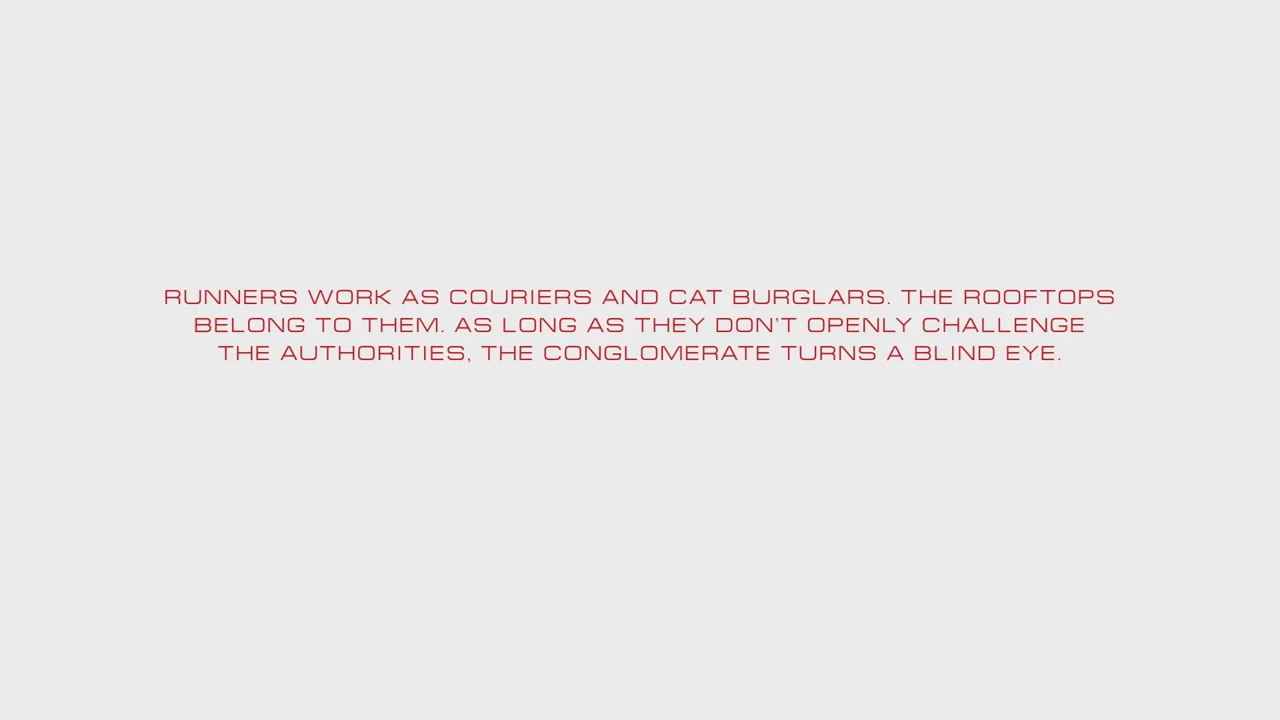 RUNNERS WORK AS COURIERS AND CAT BURGLARS. THE ROOFTOPS
BELONG TO THEM. AS LONG AS THEY DON'T OPENLY CHALLENGE
THE AUTHORITIES, THE CONGLOMERATE TURNS A BLIND EYE.